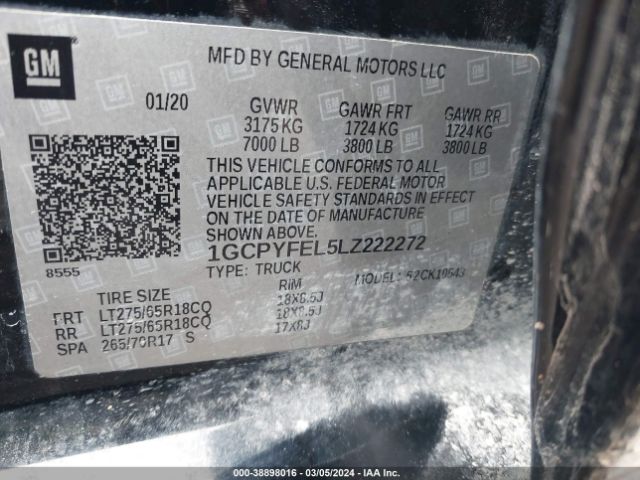 GM
MFD BY GENERAL MOTORS LLC
01/20
GVWR GAWR FRT GAWR RR
3175 KG 1724 KG 1724 KG
7000 LB 3800 LB 3800 LB
THIS VEHICLE CONFORMS TO ALL
APPLICABLE U.S. FEDERAL MOTOR
VEHICLE SAFETY STANDARDS IN EFFECT
ON THE DATE OF MANUFACTURE.
1GCPYFEL5LZ222272
8555
TYPE: TRUCK MODEL: 52CK10543
TIRE SIZE RIM
FRT LT275/65R18CQ 18X8.5J
RR LT275/65R18CQ 18X8.5J
SPA 265/70R17 S 17X8J
000-38898016 — 03/05/2024 — IAA Inc.